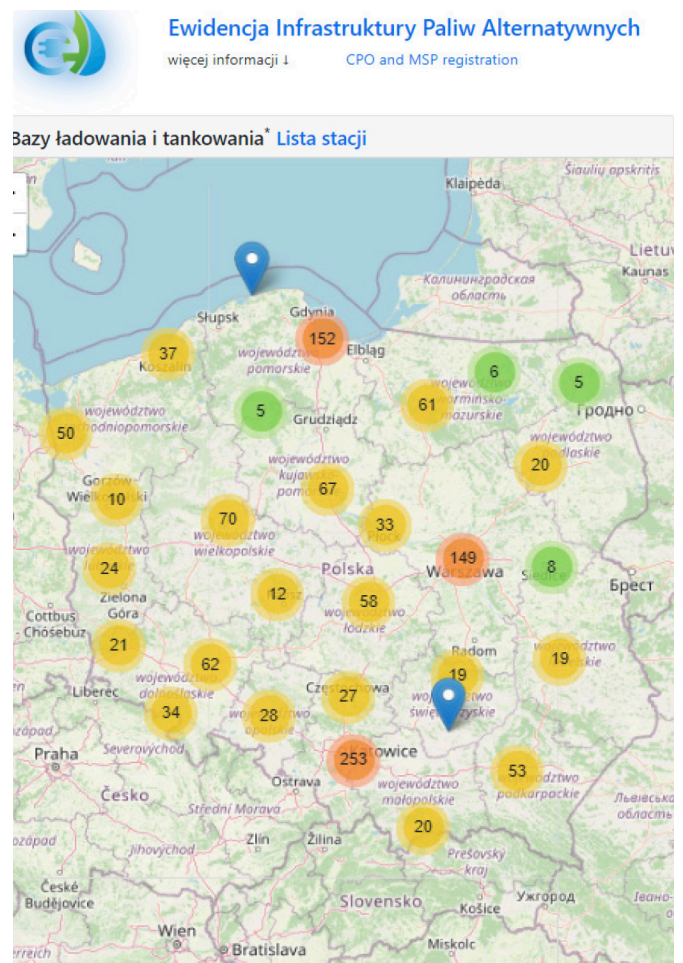 Ewidencja Infrastruktury Paliw Alternatywnych
więcej informacji ↓ CPO and MSP registration
Bazy ładowania i tankowania* Lista stacji
Šiaulių apskritis
Klaipėda
Lietuv
Kaunas
Калининградская
область
Słupsk
Gdynia
152
Elbląg
37
Koszalin
województwo
pomorskie
6
5
5
61
województwo
warmińsko-
mazurskie
Гродно
województwo
zachodniopomorskie
50
Grudziądz
województwo
podlaskie
20
województwo
kujawsko-
pomorskie
67
Gorzów
Wielkopolski
10
70
województwo
wielkopolskie
33
Płock
149
Warszawa
8
Siedlce
Брест
24
Polska
Zielona
Góra
12
58
województwo
łódzkie
Cottbus
- Chóśebuz
21
Radom
19
19
62
województwo
dolnośląskie
Liberec
34
28
województwo
opolskie
Częstochowa
27
województwo
świętokrzyskie
253
Katowice
Praha
Severovýchod
53
województwo
podkarpackie
Ostrava
województwo
małopolskie
Česko
Střední Morava
20
Львівська
область
Jihovýchod
Zlín
Žilina
Prešovský
kraj
České
Budějovice
Slovensko
Košice
Ужгород
Івано-
Wien
Bratislava
Miskolc